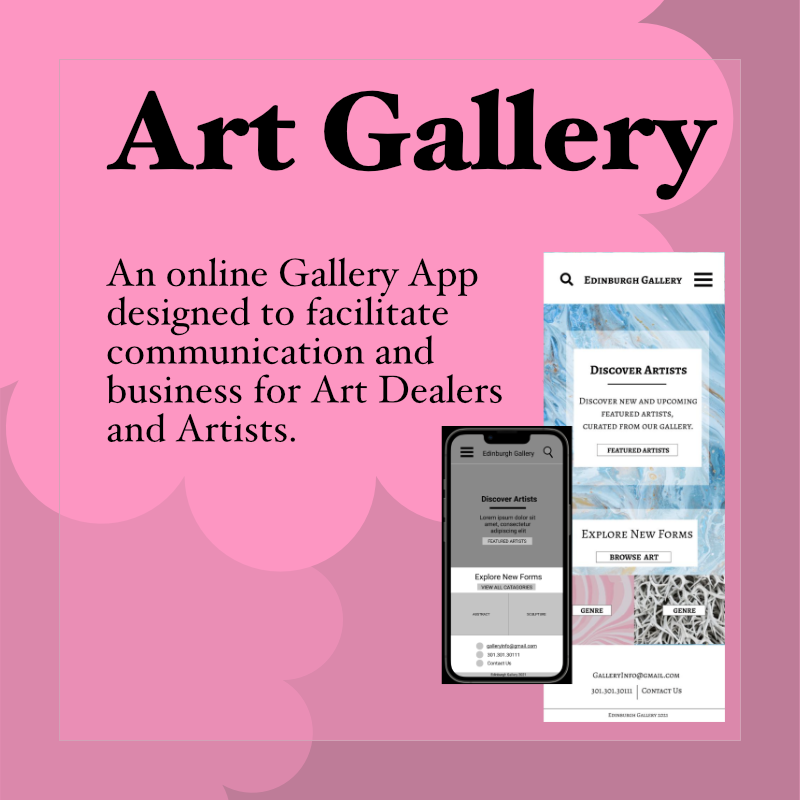 Art Gallery
An online Gallery App
designed to facilitate
communication and
business for Art Dealers
and Artists.
Edinburgh Gallery
Discover Artists
Discover new and upcoming
featured artists,
curated from our gallery.
Featured Artists
Explore New Forms
Browse Art
Genre
Genre
GalleryInfo@gmail.com
301.301.30111 Contact Us
Edinburgh Gallery 2022
Edinburgh Gallery
Discover Artists
Lorem ipsum dolor sit
amet, consectetur
adipiscing elit
FEATURED ARTISTS
Explore New Forms
VIEW ALL CATAGORIES
ABSTRACT
SCULPTURE
galleryinfo@gmail.com
301.301.30111
Contact Us